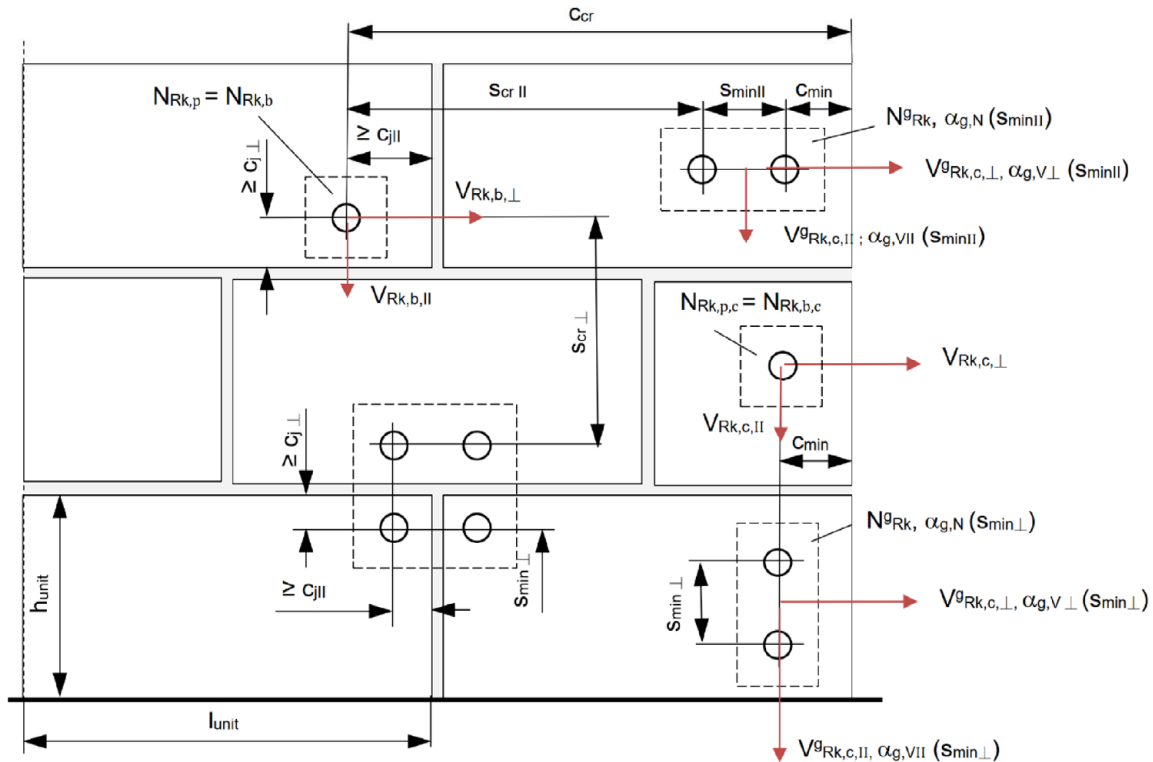 c_cr
s_cr II
s_minII
c_min
N_Rk,p = N_Rk,b
N^g_Rk, α_g,N (s_minII)
≥ c_jII
≥ c_j⊥
V_Rk,b,⊥
V^g_Rk,c,⊥, α_g,V⊥ (s_minII)
V^g_Rk,c,II ; α_g,VII (s_minII)
V_Rk,b,II
N_Rk,p,c = N_Rk,b,c
s_cr⊥
V_Rk,c,⊥
V_Rk,c,II
c_min
≥ c_j⊥
N^g_Rk, α_g,N (s_min⊥)
h_unit
≥ c_jII
s_min⊥
s_min⊥
V^g_Rk,c,⊥, α_g,V⊥ (s_min⊥)
l_unit
V^g_Rk,c,II, α_g,VII (s_min⊥)